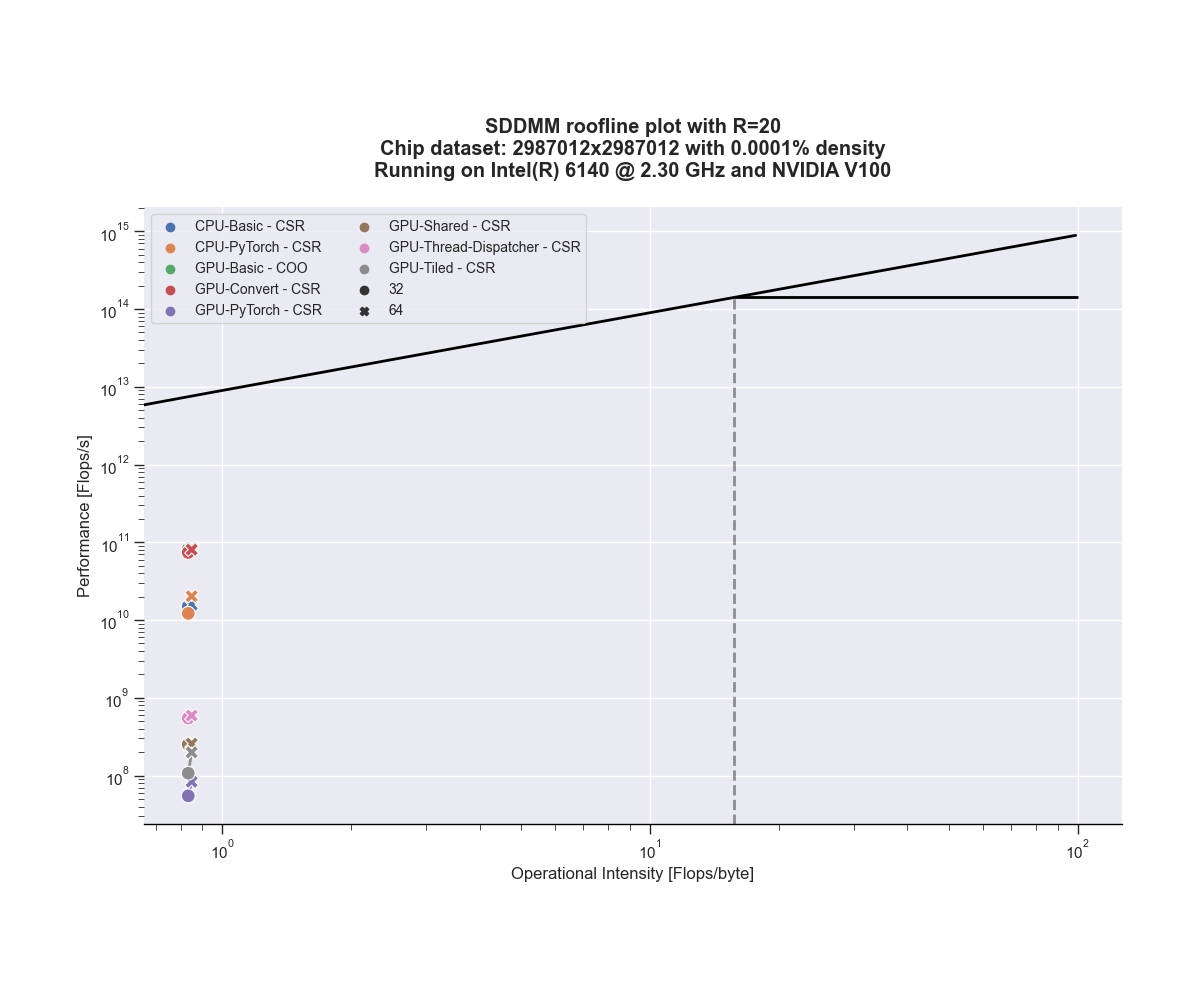 SDDMM roofline plot with R=20
Chip dataset: 2987012x2987012 with 0.0001% density
Running on Intel(R) 6140 @ 2.30 GHz and NVIDIA V100
CPU-Basic - CSR
CPU-PyTorch - CSR
GPU-Basic - COO
GPU-Convert - CSR
GPU-PyTorch - CSR
GPU-Shared - CSR
GPU-Thread-Dispatcher - CSR
GPU-Tiled - CSR
32
64
10^15
10^14
10^13
10^12
10^11
10^10
10^9
10^8
Performance [Flops/s]
10^0
10^1
10^2
Operational Intensity [Flops/byte]